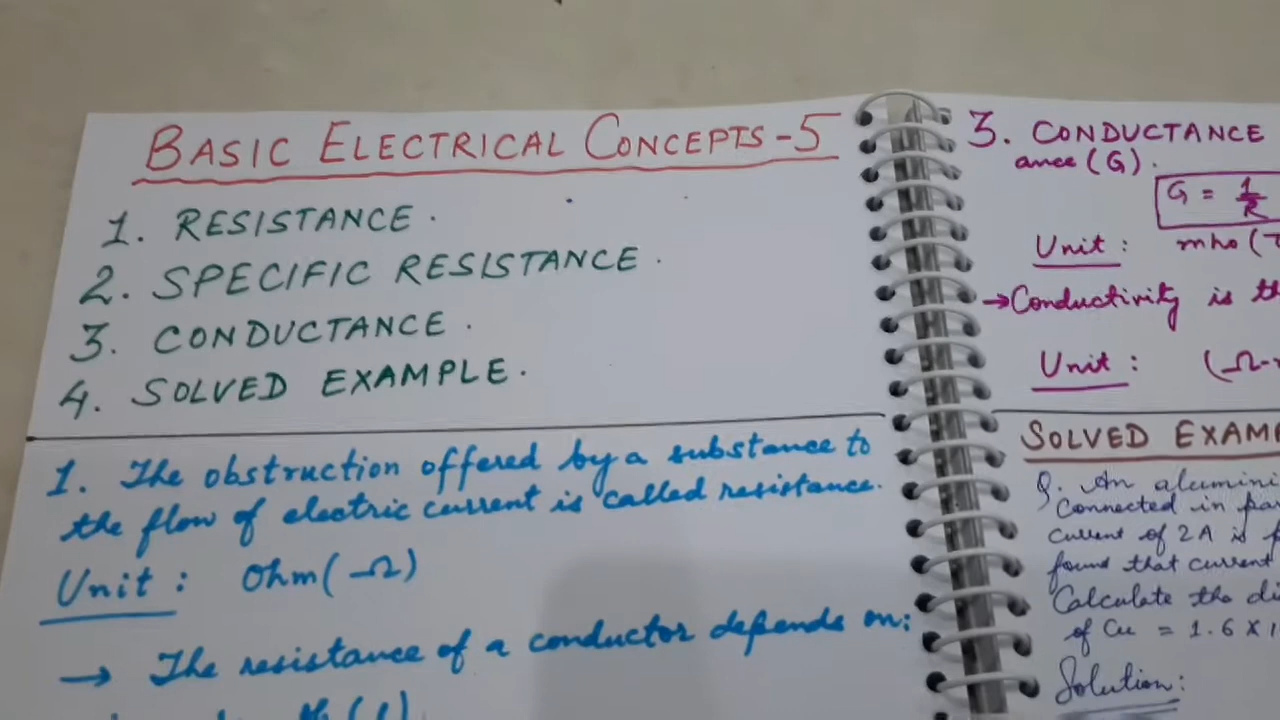 BASIC ELECTRICAL CONCEPTS-5
1. RESISTANCE.
2. SPECIFIC RESISTANCE.
3. CONDUCTANCE.
4. SOLVED EXAMPLE.
1. The obstruction offered by a substance to
the flow of electric current is called resistance.
Unit: Ohm(Ω)
→ The resistance of a conductor depends on:
3. CONDUCTANCE
ance (G).
G = 1/R
Unit: mho (
→ Conductivity is
Unit: (Ω-
SOLVED
Q. An
Connected in
current of 2A is
found that current
Calculate the
of Cu = 1.6 X
Solution: